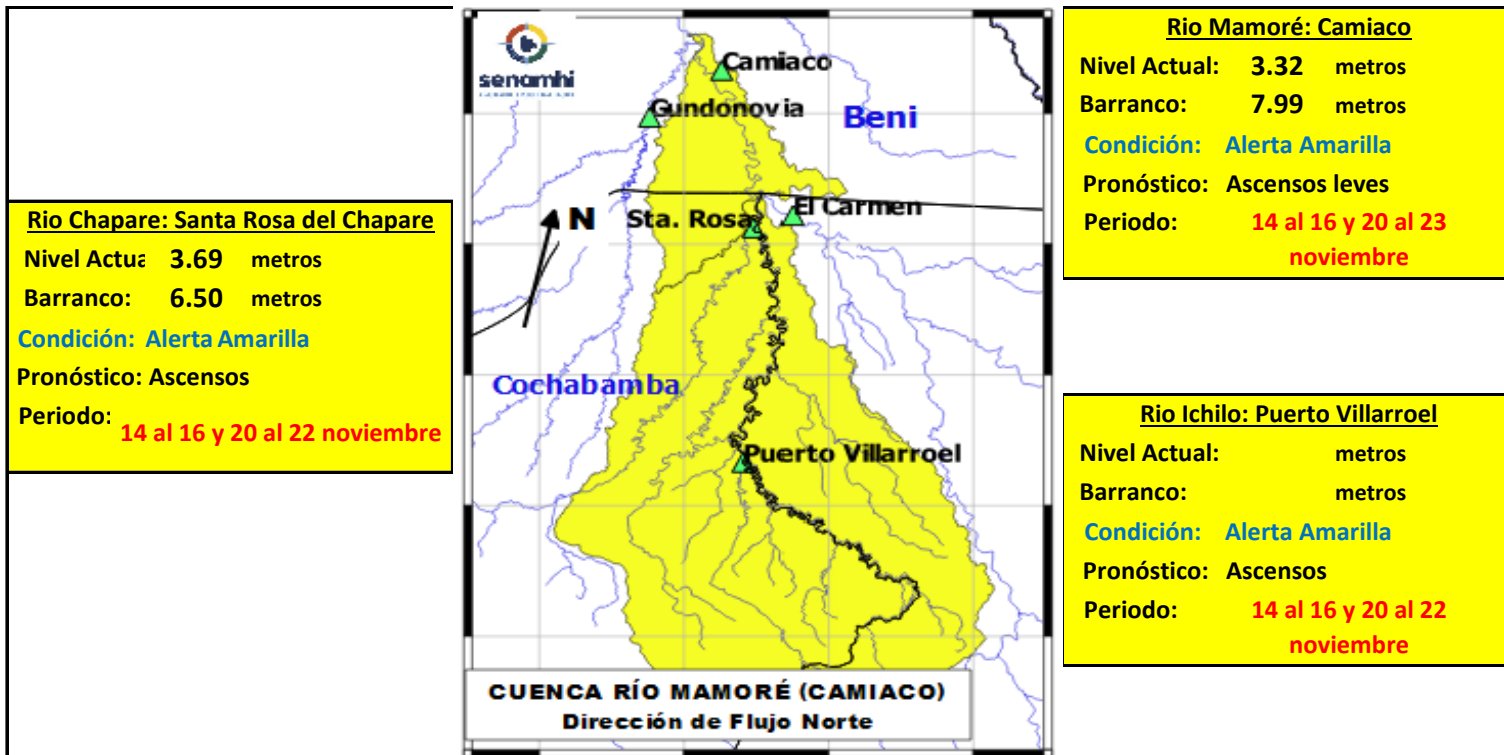 Rio Chapare: Santa Rosa del Chapare
Nivel Actua 3.69 metros
Barranco: 6.50 metros
Condición: Alerta Amarilla
Pronóstico: Ascensos
Periodo: 14 al 16 y 20 al 22 noviembre
senamhi
Camiaco
Gundonovia
Beni
N
Sta. Rosa
El Carmen
Cochabamba
Puerto Villarroel
CUENCA RÍO MAMORÉ (CAMIACO)
Dirección de Flujo Norte
Rio Mamoré: Camiaco
Nivel Actual: 3.32 metros
Barranco: 7.99 metros
Condición: Alerta Amarilla
Pronóstico: Ascensos leves
Periodo: 14 al 16 y 20 al 23
noviembre
Rio Ichilo: Puerto Villarroel
Nivel Actual: metros
Barranco: metros
Condición: Alerta Amarilla
Pronóstico: Ascensos
Periodo: 14 al 16 y 20 al 22
noviembre